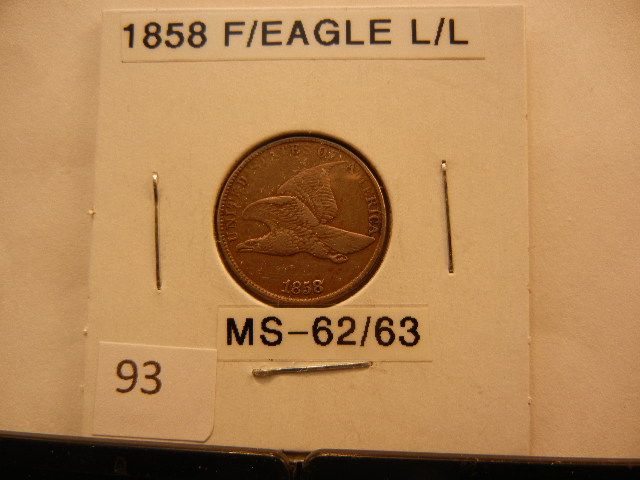 1858 F/EAGLE L/L
UNITED STATES OF AMERICA
1858
MS-62/63
93